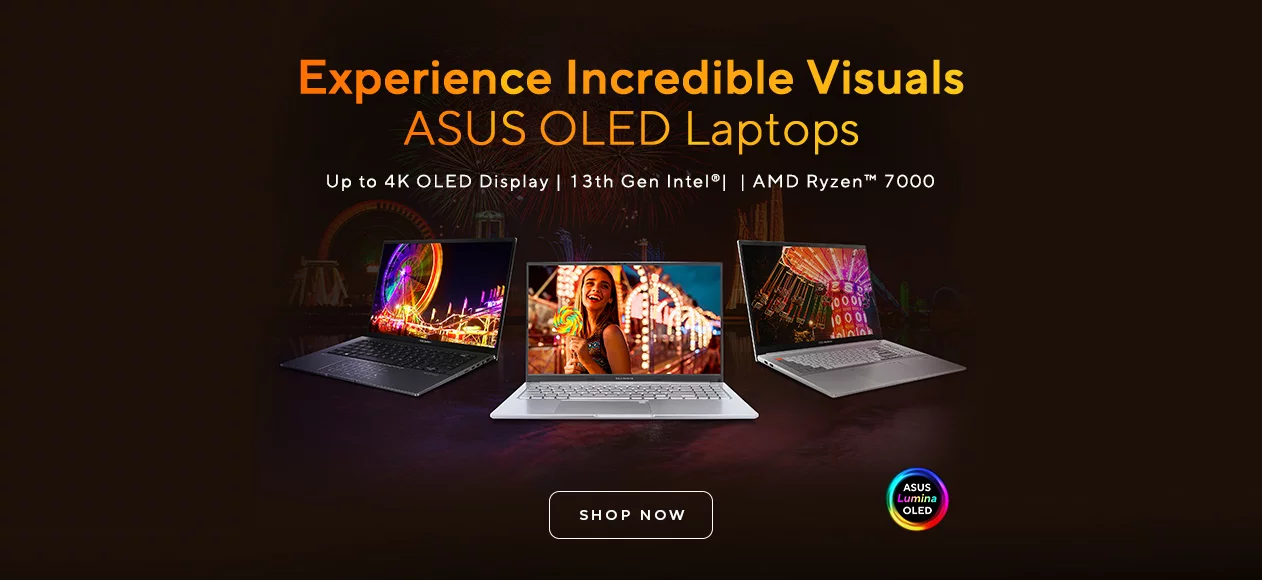 Experience Incredible Visuals
ASUS OLED Laptops
Up to 4K OLED Display | 13th Gen Intel®| | AMD Ryzen™ 7000
SHOP NOW
ASUS
Lumina
OLED